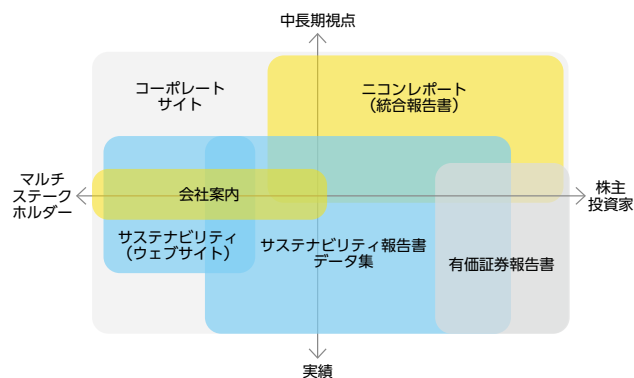 中長期視点
コーポレート
サイト
ニコンレポート
（統合報告書）
マルチ
ステーク
ホルダー
会社案内
株主
投資家
サステナビリティ
（ウェブサイト）
サステナビリティ報告書
データ集
有価証券報告書
実績